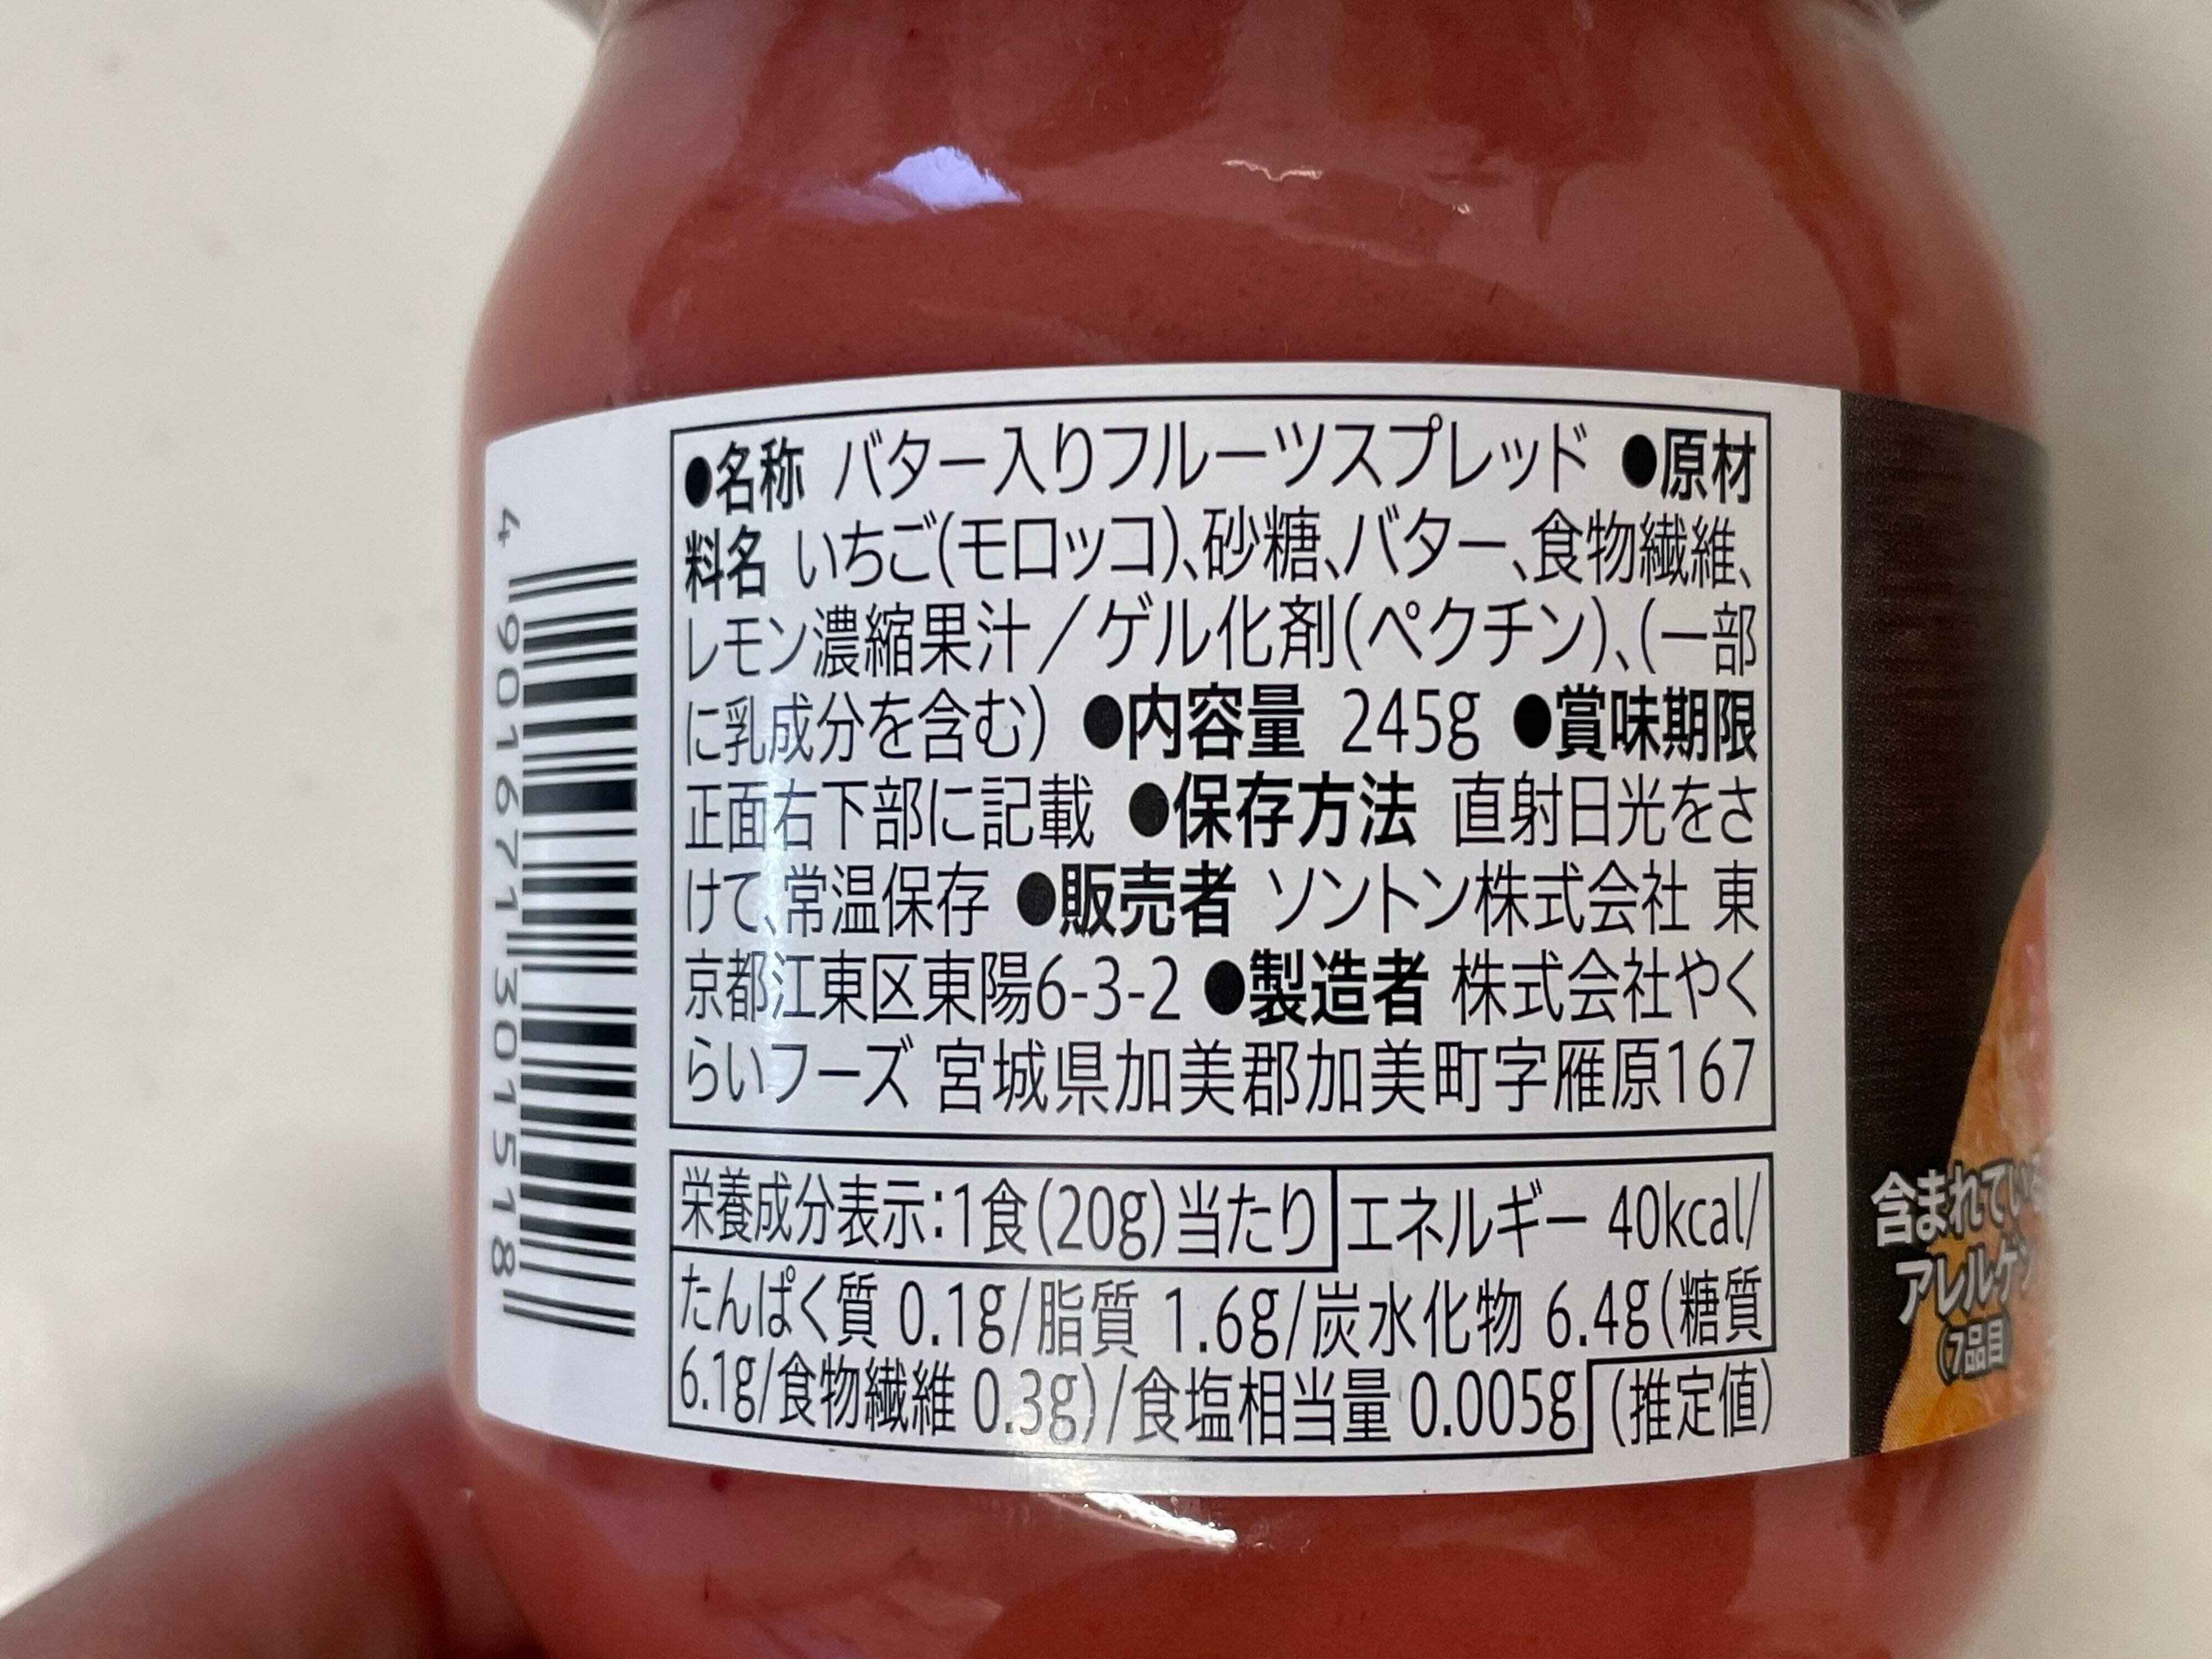 ●名称 バター入りフルーツスプレッド ●原材
料名 いちご(モロッコ)、砂糖、バター、食物繊維、
レモン濃縮果汁／ゲル化剤(ペクチン)、(一部
に乳成分を含む) ●内容量 245g ●賞味期限
正面右下部に記載 ●保存方法 直射日光をさ
けて、常温保存 ●販売者 ソントン株式会社 東
京都江東区東陽6-3-2 ●製造者 株式会社やく
らいフーズ 宮城県加美郡加美町字雁原167
栄養成分表示:1食(20g)当たり エネルギー 40kcal/
たんぱく質 0.1g/脂質 1.6g/炭水化物 6.4g(糖質
6.1g/食物繊維 0.3g)/食塩相当量 0.005g (推定値)
4 901671 301518
含まれている
アレルゲン
(7品目